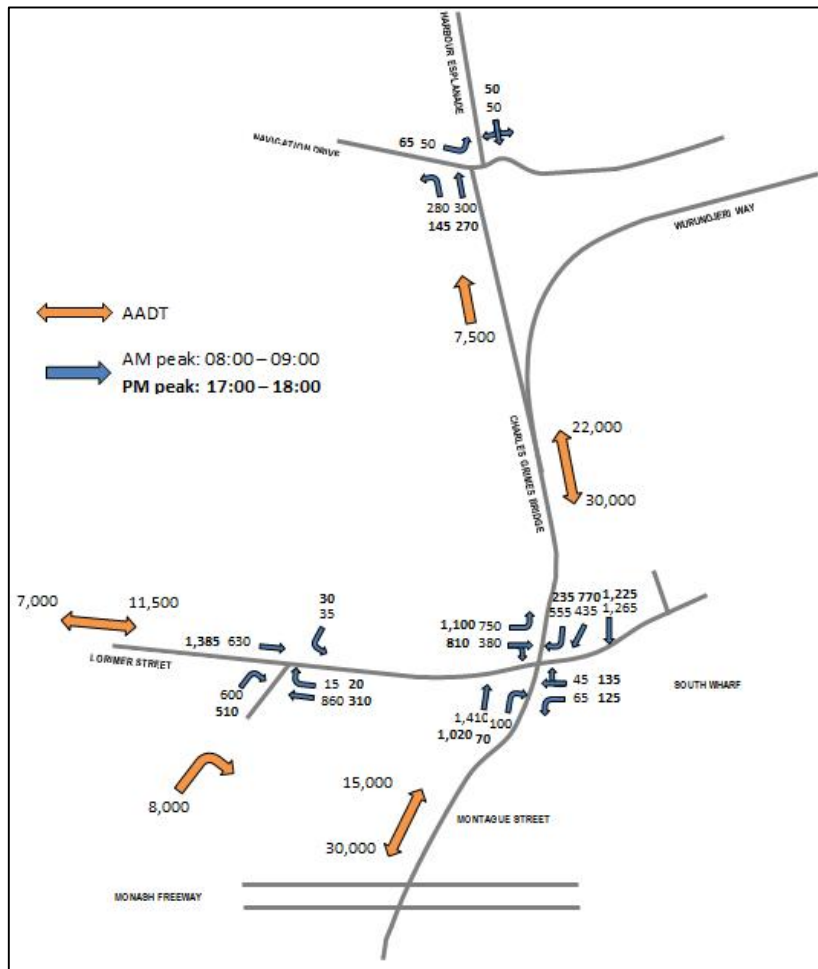 HARBOUR ESPLANADE
50
50
NAVIGATION DRIVE
65 50
280 300
145 270
WURUNDJERI WAY
AADT
7,500
AM peak: 08:00 – 09:00
PM peak: 17:00 – 18:00
22,000
CHARLES GRIMES BRIDGE
30,000
7,000
11,500
30
35
235 770 1,225
555 435 1,265
1,100 750
810 380
1,385 630
LORIMER STREET
15 20
860 310
600
510
45 135
65 125
SOUTH WHARF
1,410 100
1,020 70
8,000
15,000
MONTAGUE STREET
30,000
MONASH FREEWAY